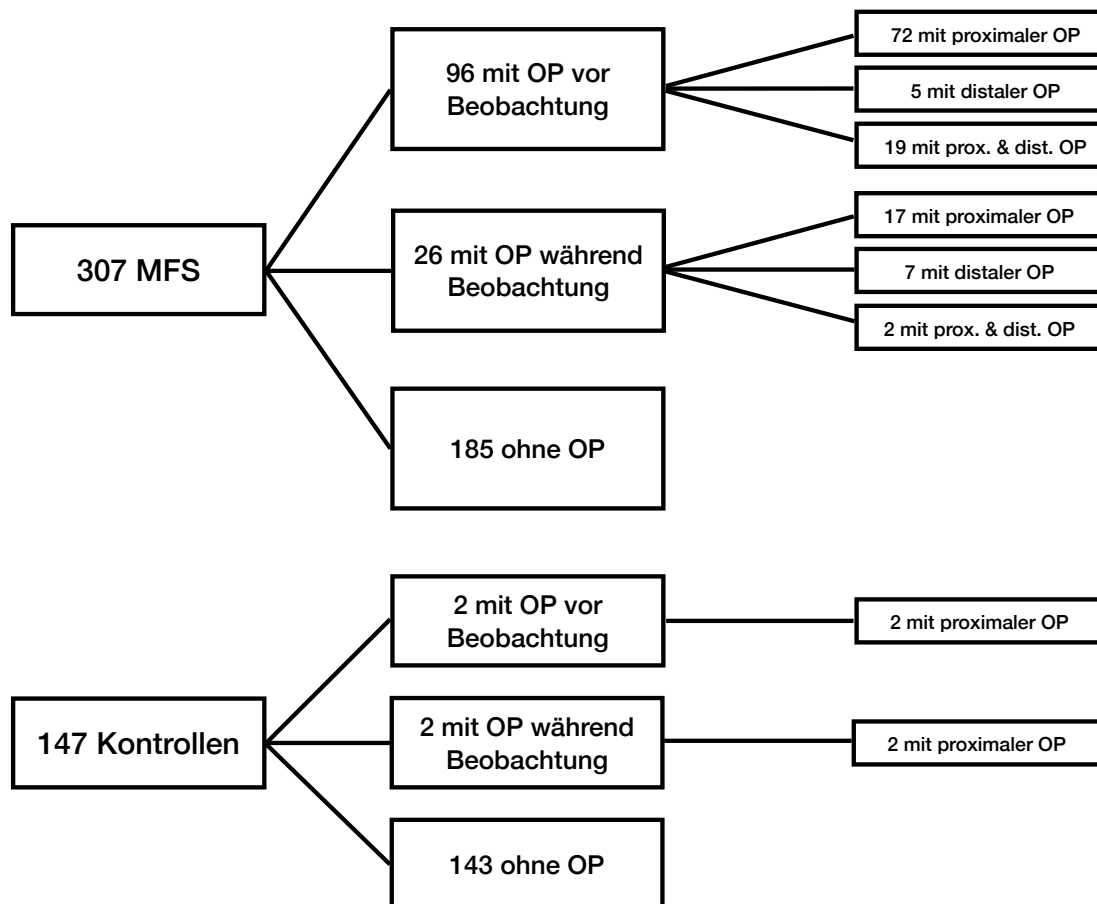 307 MFS
96 mit OP vor
Beobachtung
72 mit proximaler OP
5 mit distaler OP
19 mit prox. & dist. OP
26 mit OP während
Beobachtung
17 mit proximaler OP
7 mit distaler OP
2 mit prox. & dist. OP
185 ohne OP
147 Kontrollen
2 mit OP vor
Beobachtung
2 mit proximaler OP
2 mit OP während
Beobachtung
2 mit proximaler OP
143 ohne OP